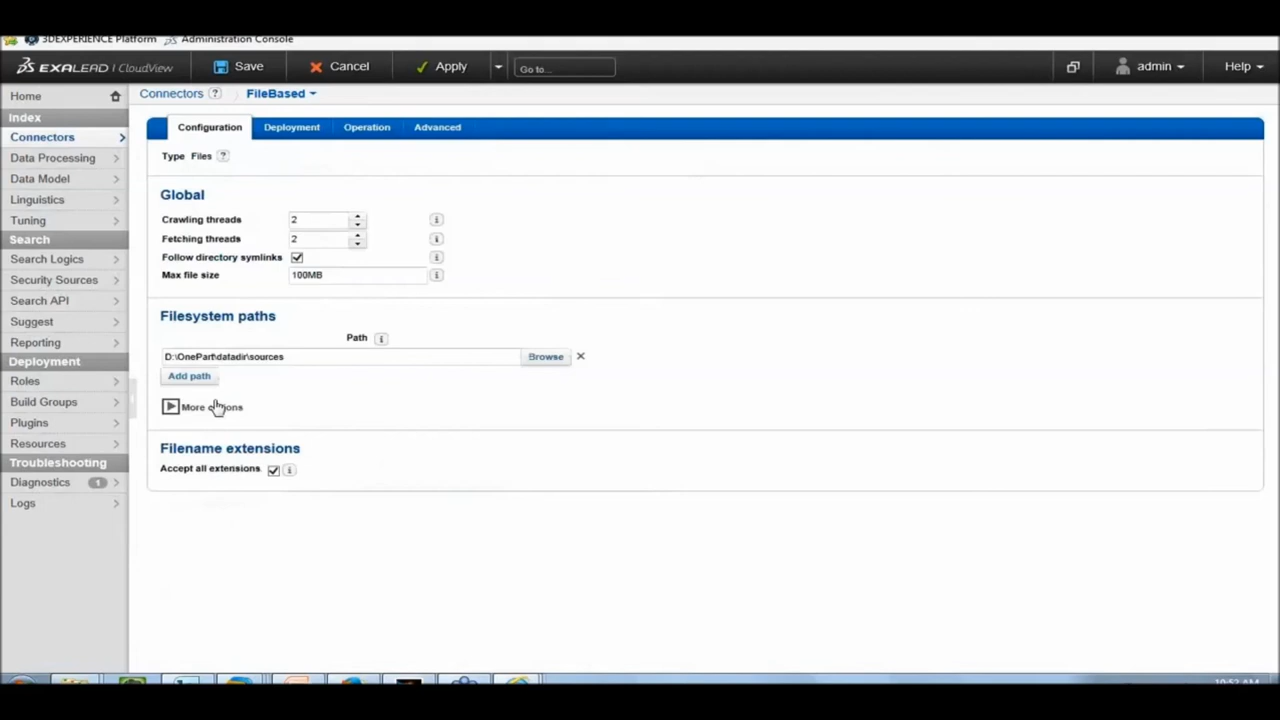 3DEXPERIENCE Platform Administration Console
EXALEAD | CloudView Save Cancel Apply Go to... admin Help
Home
Index
Connectors
Data Processing
Data Model
Linguistics
Tuning
Search
Search Logics
Security Sources
Search API
Suggest
Reporting
Deployment
Roles
Build Groups
Plugins
Resources
Troubleshooting
Diagnostics 1
Logs
Connectors ? FileBased
Configuration Deployment Operation Advanced
Type Files ?
Global
Crawling threads 2 i
Fetching threads 2 i
Follow directory symlinks i
Max file size 100MB i
Filesystem paths
Path i
D:\OnePart\datadir\sources Browse
Add path
More options
Filename extensions
Accept all extensions i
10:52 AM